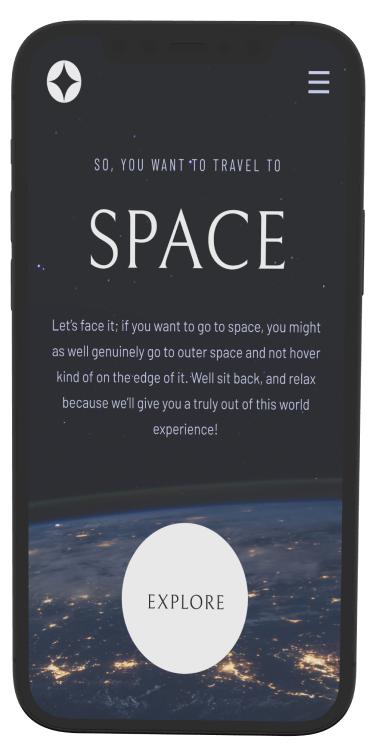 SO, YOU WANT TO TRAVEL TO
SPACE
Let's face it; if you want to go to space, you might
as well genuinely go to outer space and not hover
kind of on the edge of it. Well sit back, and relax
because we'll give you a truly out of this world
experience!
EXPLORE